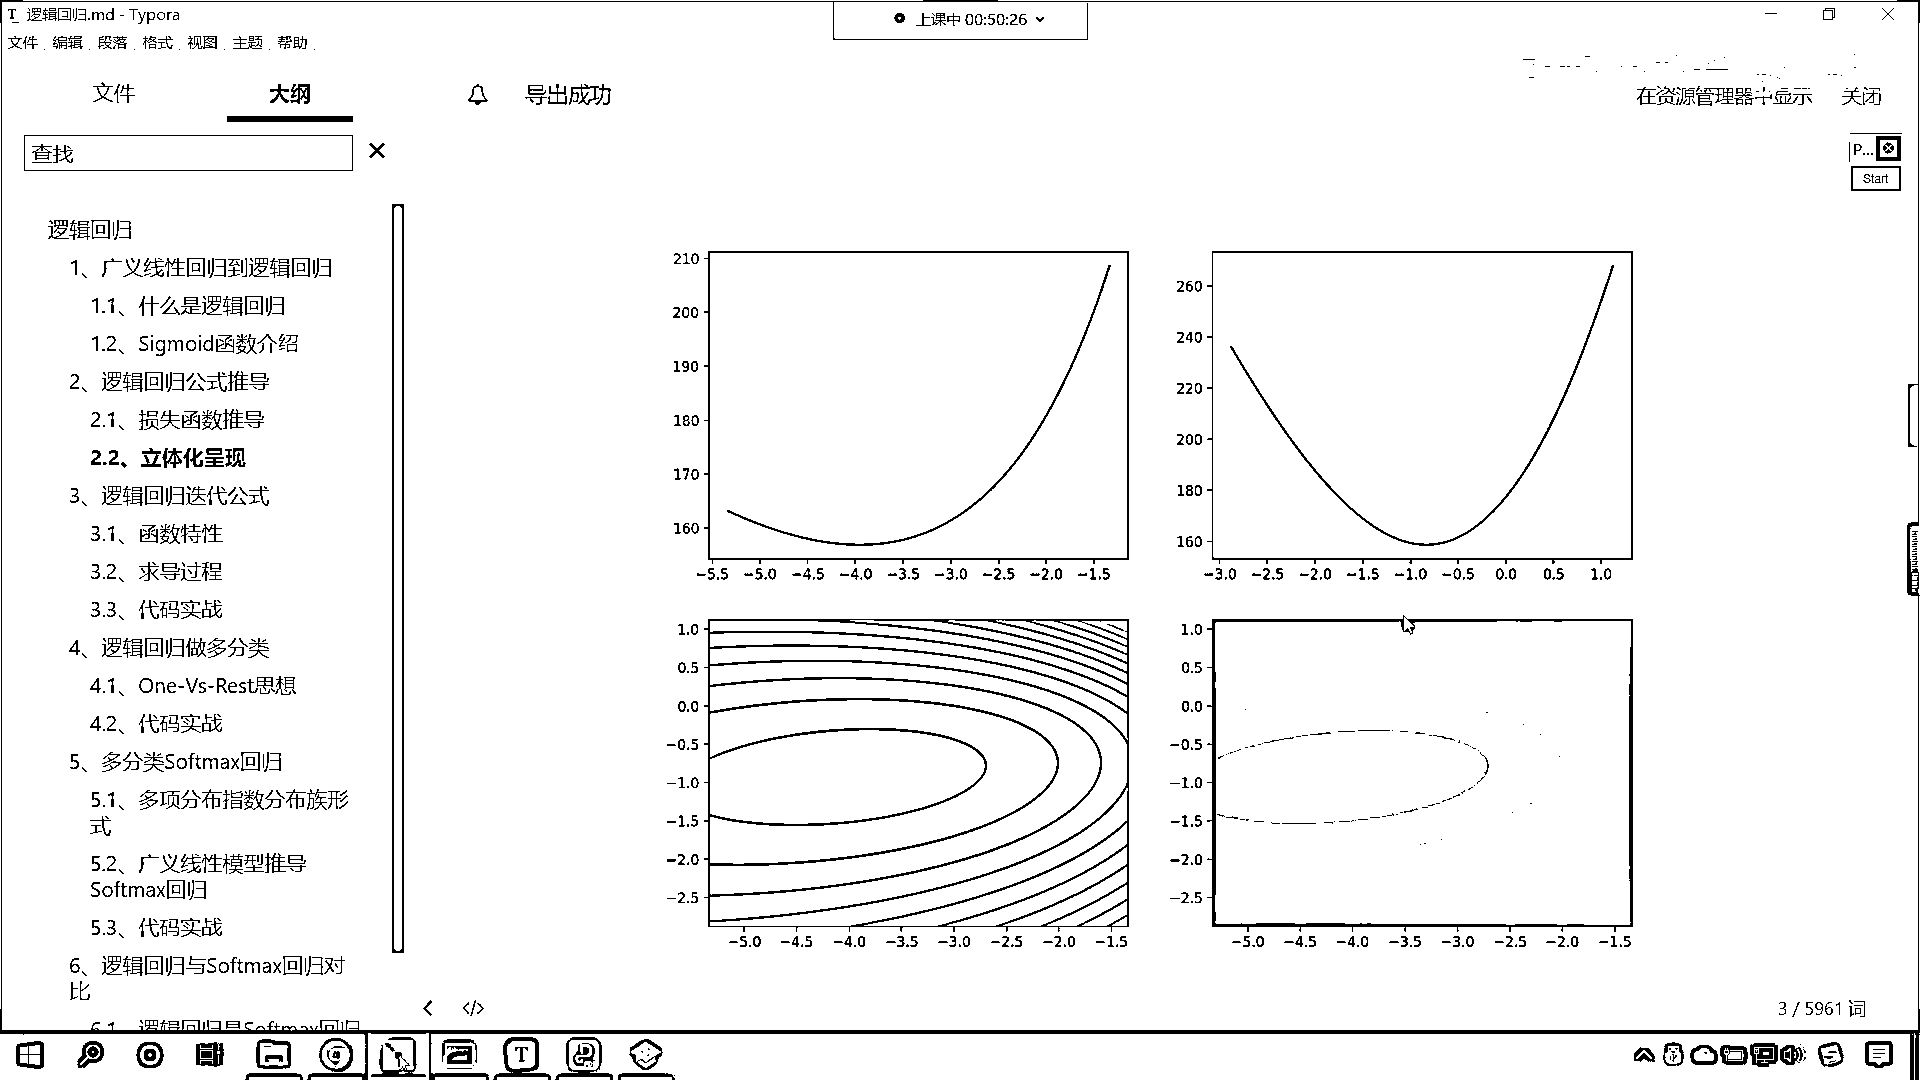 逻辑回归.md - Typora
上课中 00:50:26
文件 编辑 段落 格式 视图 主题 帮助
文件 大纲
导出成功
在资源管理器中显示 关闭
查找
P...
Start
逻辑回归
1、广义线性回归到逻辑回归
1.1、什么是逻辑回归
1.2、Sigmoid函数介绍
2、逻辑回归公式推导
2.1、损失函数推导
2.2、立体化呈现
3、逻辑回归迭代公式
3.1、函数特性
3.2、求导过程
3.3、代码实战
4、逻辑回归做多分类
4.1、One-Vs-Rest思想
4.2、代码实战
5、多分类Softmax回归
5.1、多项分布指数分布族形
式
5.2、广义线性模型推导
Softmax回归
5.3、代码实战
6、逻辑回归与Softmax回归对
比
6.1、逻辑回归是Softmax回归
210
200
190
180
170
160
−5.5 −5.0 −4.5 −4.0 −3.5 −3.0 −2.5 −2.0 −1.5
260
240
220
200
180
160
−3.0 −2.5 −2.0 −1.5 −1.0 −0.5 0.0 0.5 1.0
1.0
0.5
0.0
−0.5
−1.0
−1.5
−2.0
−2.5
−5.0 −4.5 −4.0 −3.5 −3.0 −2.5 −2.0 −1.5
1.0
0.5
0.0
−0.5
−1.0
−1.5
−2.0
−2.5
−5.0 −4.5 −4.0 −3.5 −3.0 −2.5 −2.0 −1.5
3 / 5961 词